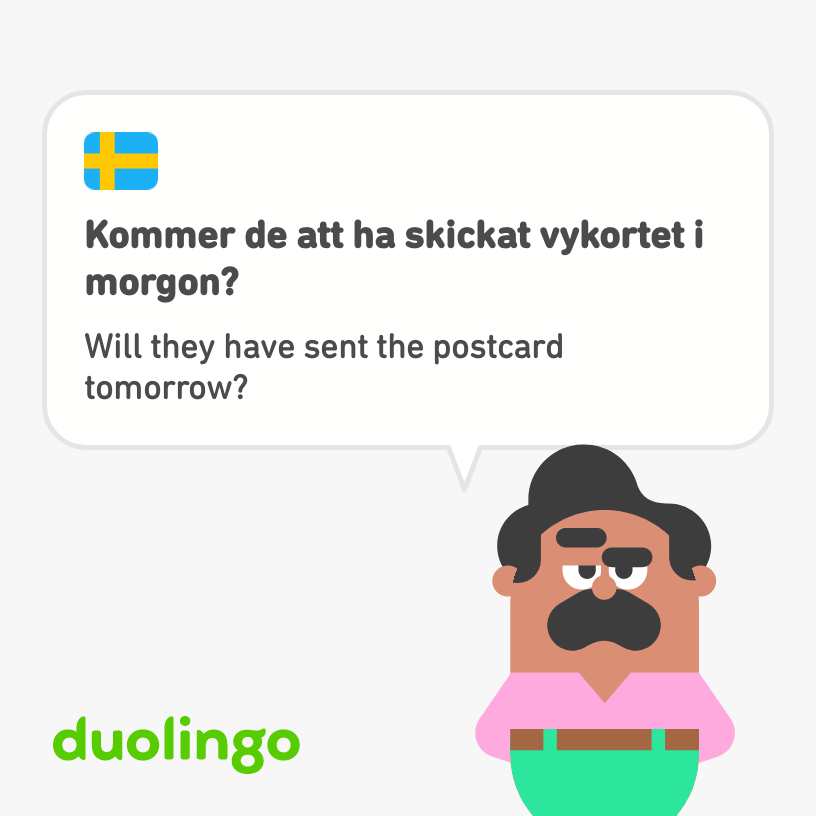 Kommer de att ha skickat vykortet i
morgon?
Will they have sent the postcard
tomorrow?
duolingo